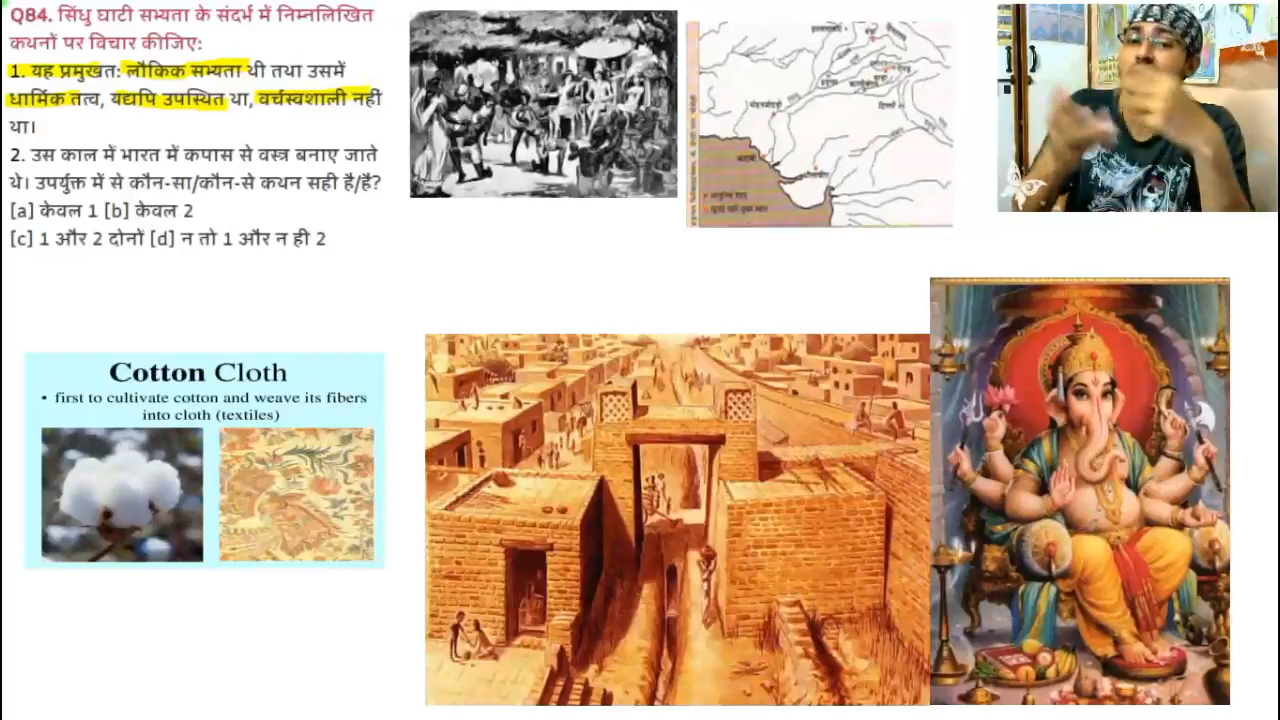 Q84. सिंधु घाटी सभ्यता के संदर्भ में निम्नलिखित
कथनों पर विचार कीजिए:
1. यह प्रमुखत: लौकिक सभ्यता थी तथा उसमें
धार्मिक तत्व, यद्यपि उपस्थित था, वर्चस्वशाली नहीं
था।
2. उस काल में भारत में कपास से वस्त्र बनाए जाते
थे। उपर्युक्त में से कौन-सा/कौन-से कथन सही है/है?
[a] केवल 1 [b] केवल 2
[c] 1 और 2 दोनों [d] न तो 1 और न ही 2
मोहनजोदड़ो
दिल्ली
Cotton Cloth
• first to cultivate cotton and weave its fibers
into cloth (textiles)